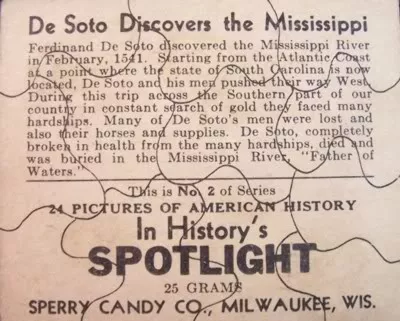 De Soto Discovers the Mississippi
Ferdinand De Soto discovered the Mississippi River
in February, 1541. Starting from the Atlantic Coast
at a point where the state of South Carolina is now
located, De Soto and his men pushed their way West.
During this trip across the Southern part of our
country in constant search of gold they faced many
hardships. Many of De Soto's men were lost and
also their horses and supplies. De Soto, completely
broken in health from the many hardships, died and
was buried in the Mississippi River, "Father of
Waters."
This is No. 2 of Series
24 PICTURES OF AMERICAN HISTORY
In History's
SPOTLIGHT
25 GRAMS
SPERRY CANDY CO., MILWAUKEE, WIS.